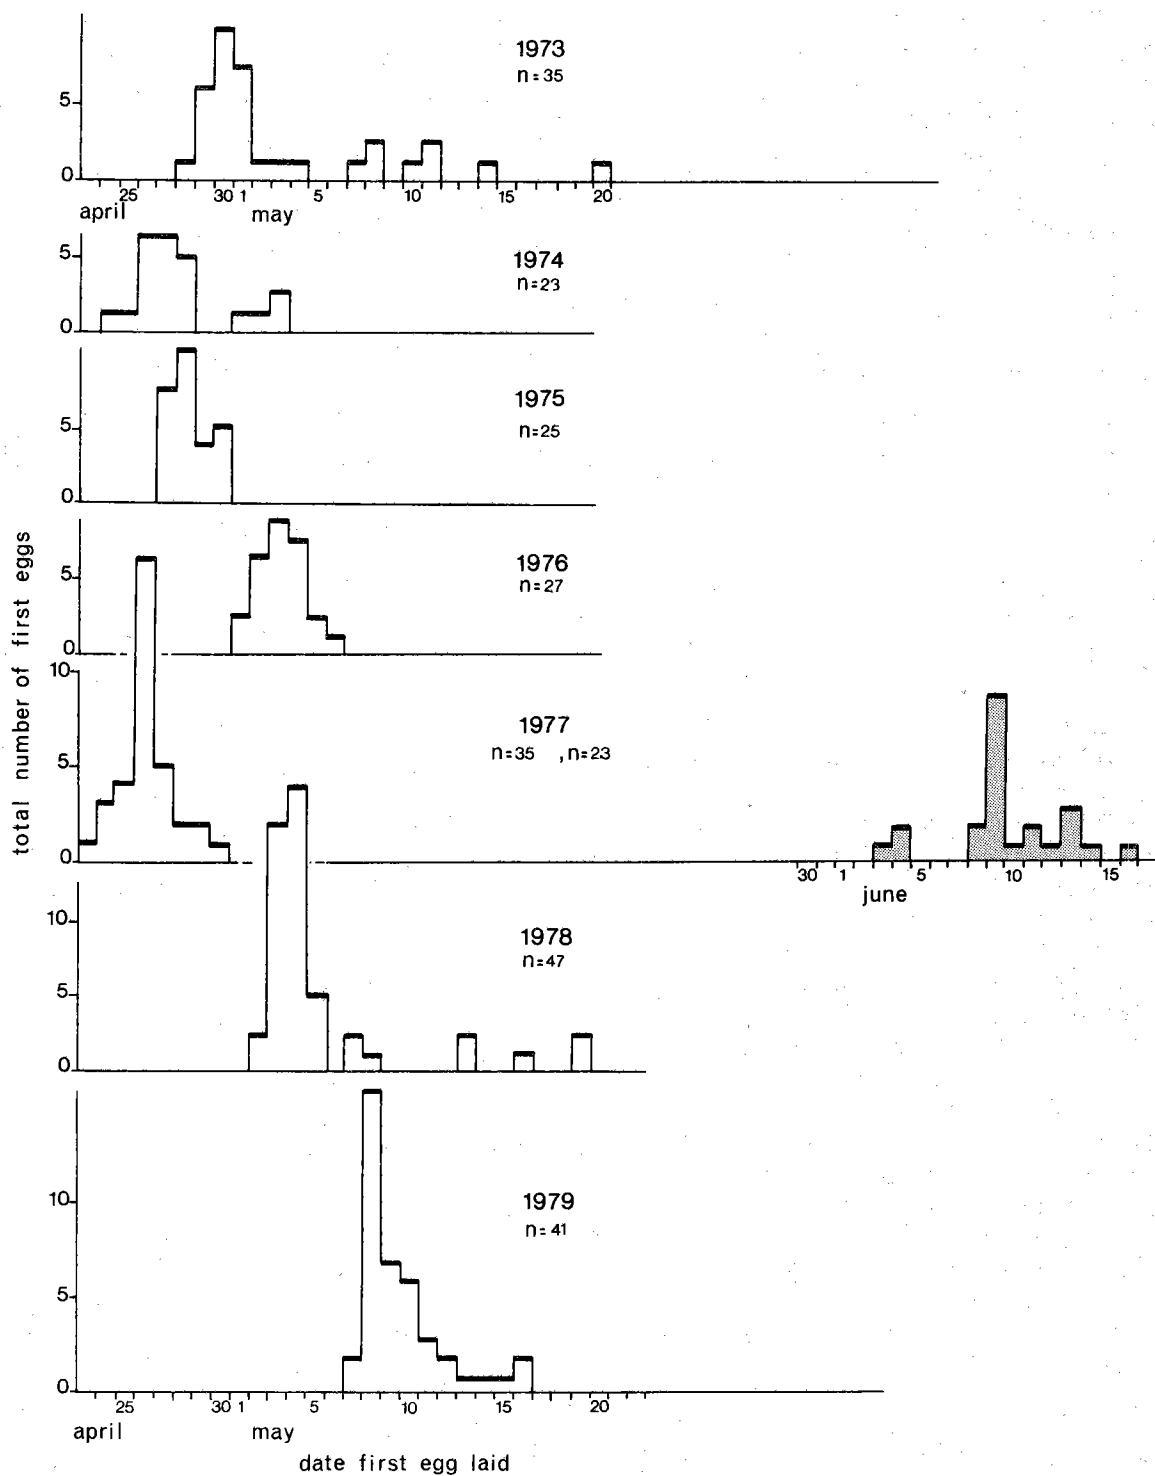 1973
n=35
5
0
25 30 1 5 10 15 20
april may
1974
n=23
5
0
1975
n=25
5
0
1976
n=27
5
0
total number of first eggs
1977
n=35 , n=23
10
5
0
30 1 5 10 15
june
1978
n=47
10
5
0
1979
n=41
10
5
0
25 30 1 5 10 15 20
april may
date first egg laid